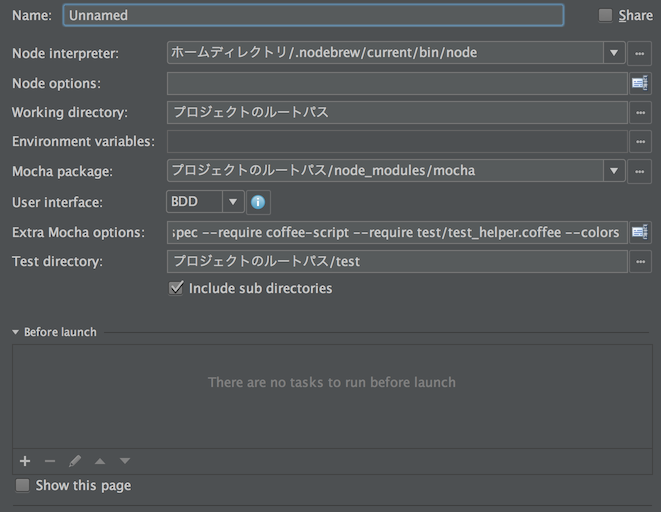 Name: Unnamed Share
Node interpreter: ホームディレクトリ/.nodebrew/current/bin/node
Node options:
Working directory: プロジェクトのルートパス
Environment variables:
Mocha package: プロジェクトのルートパス/node_modules/mocha
User interface: BDD
Extra Mocha options: spec --require coffee-script --require test/test_helper.coffee --colors
Test directory: プロジェクトのルートパス/test
Include sub directories
Before launch
There are no tasks to run before launch
Show this page